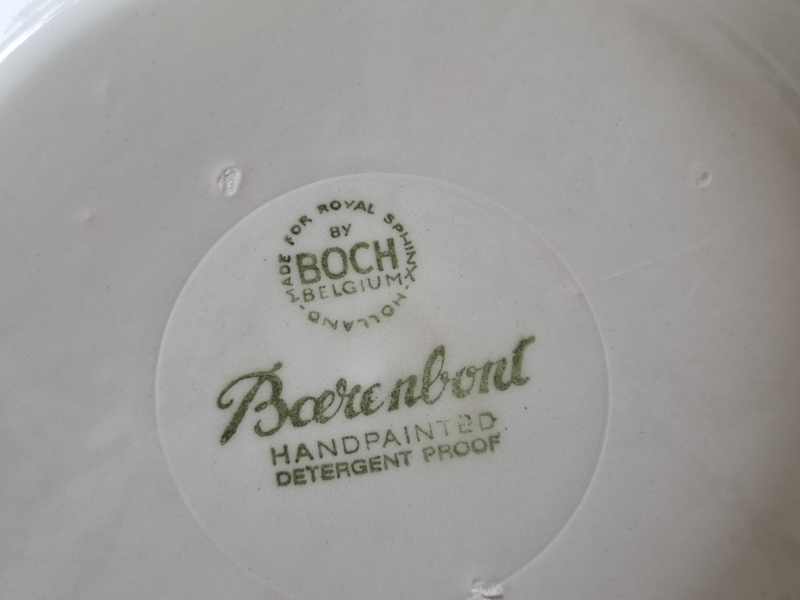 MADE FOR ROYAL SPHINX · HOLLAND ·
BY
BOCH
BELGIUM
Boerenbont
HANDPAINTED
DETERGENT PROOF